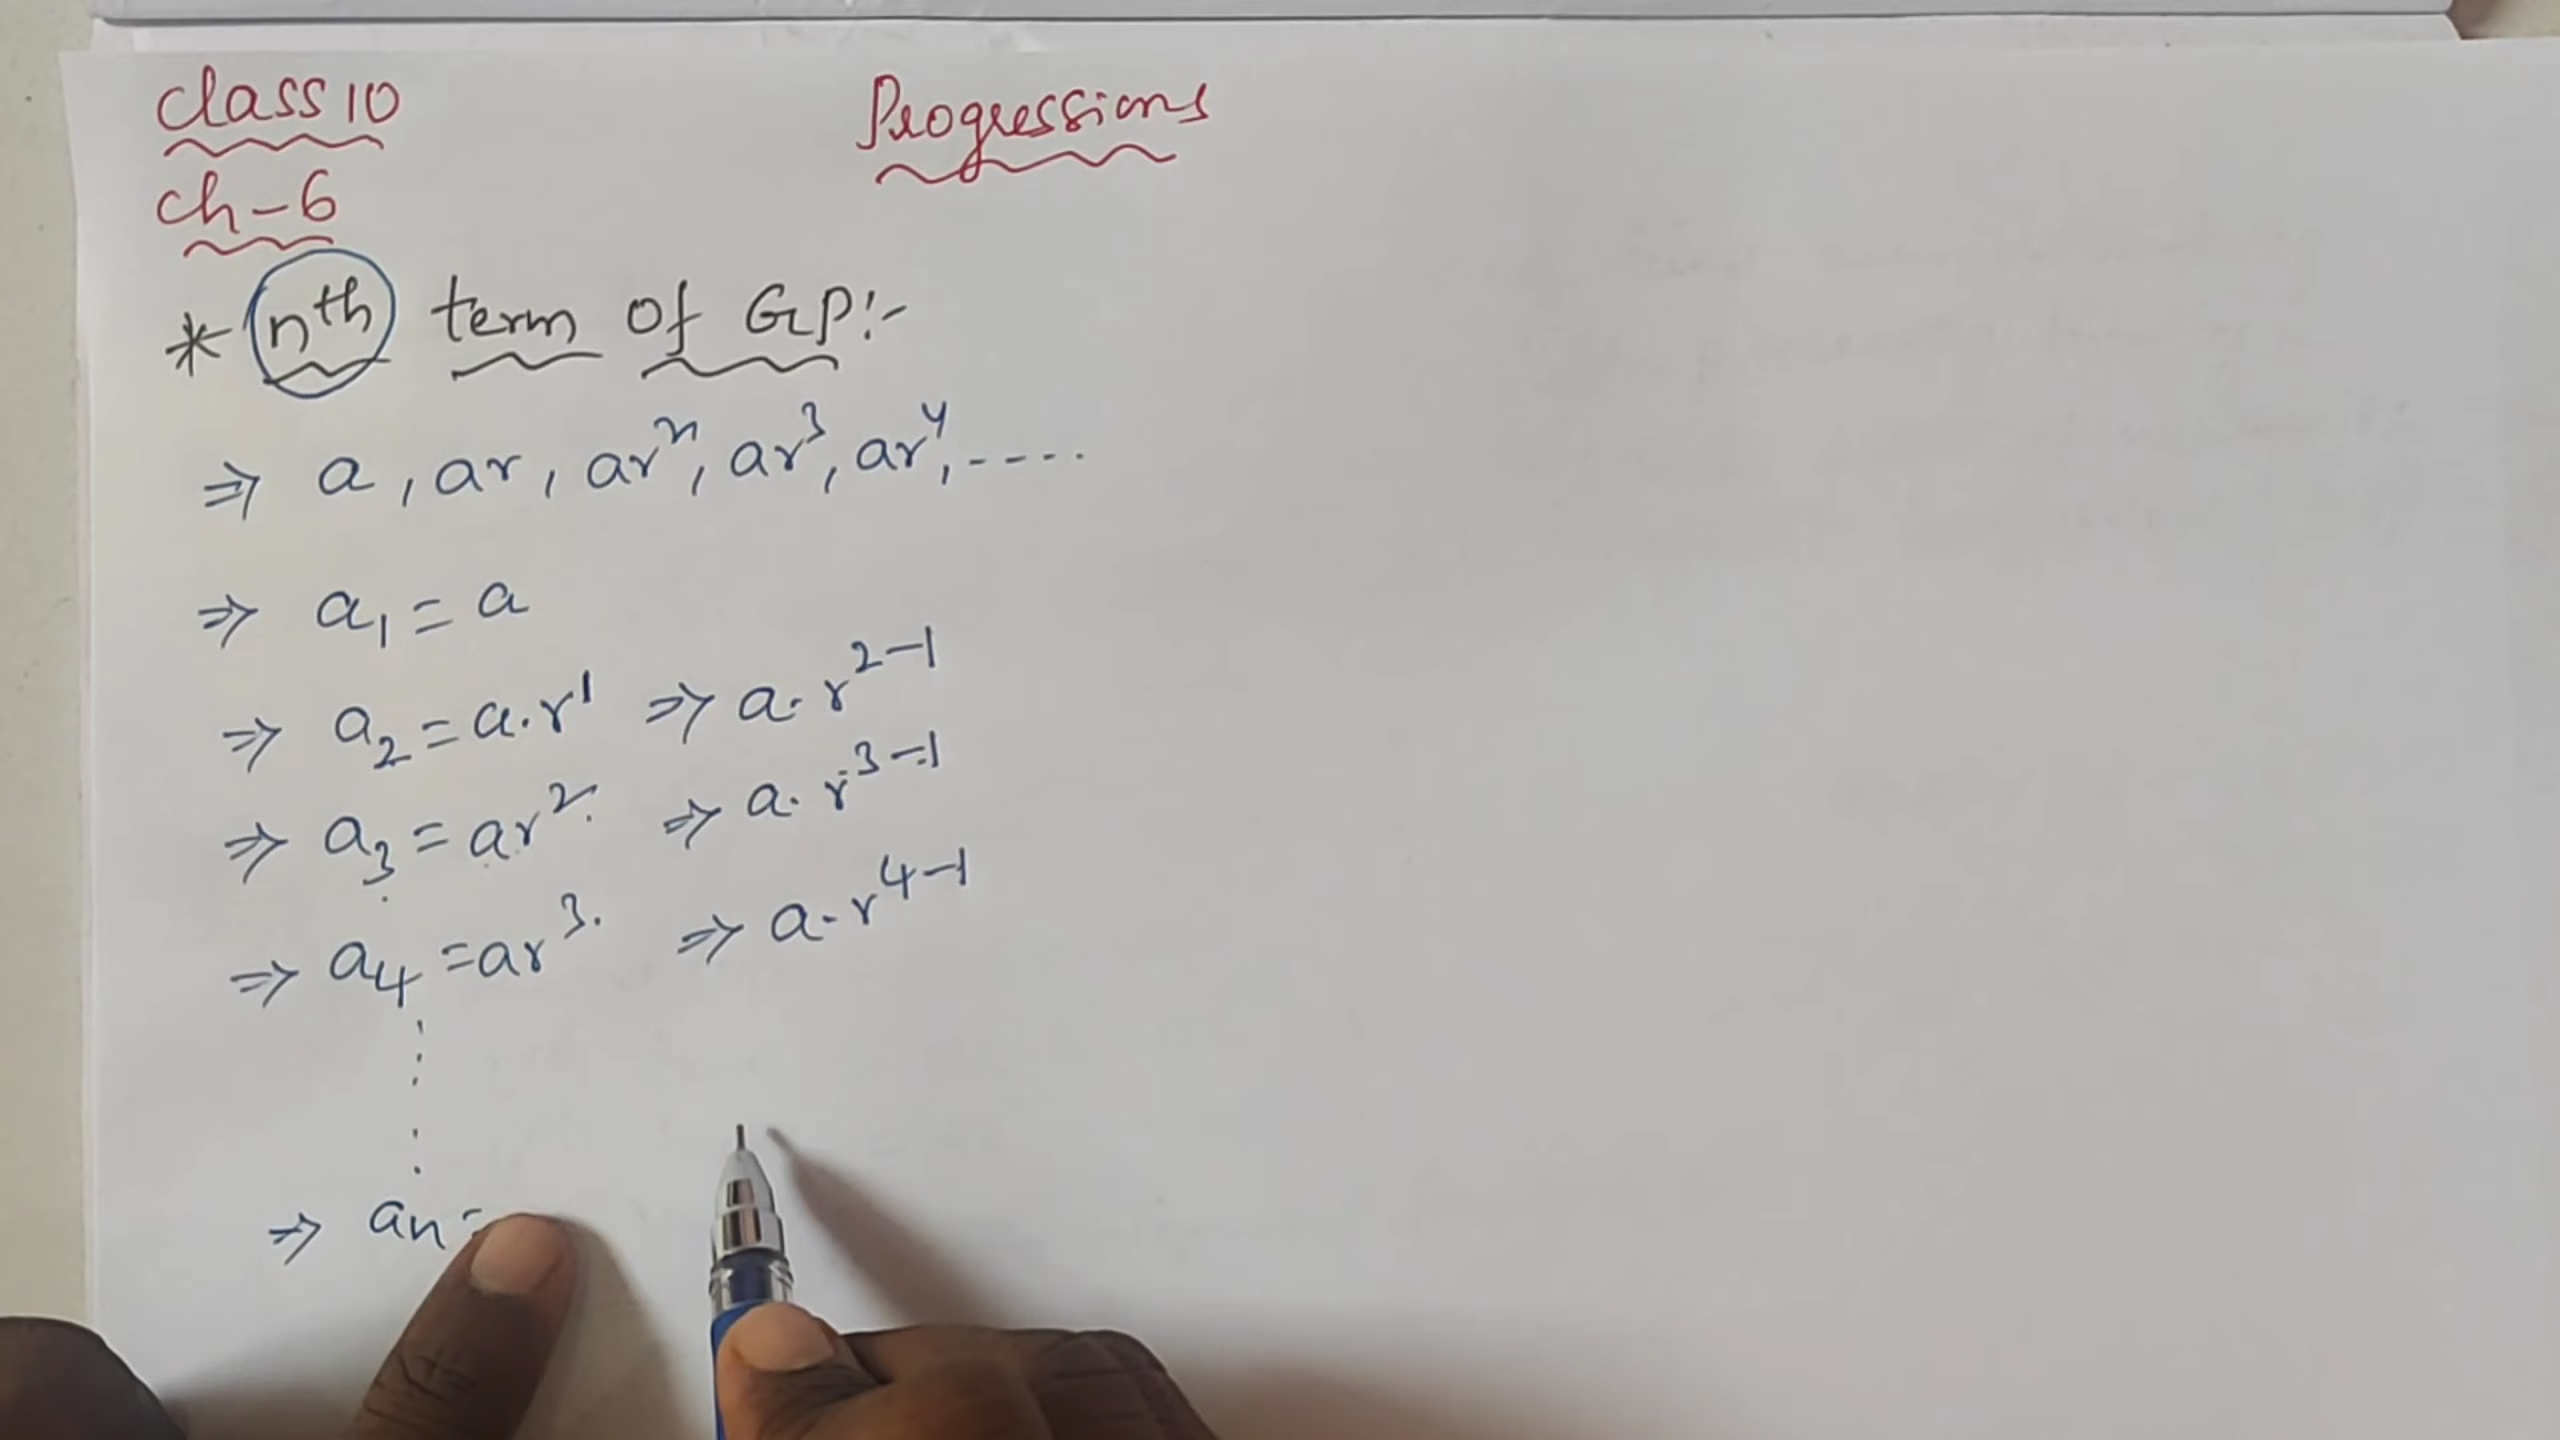 Class 10
Progressions
Ch-6
* nth term of GP:-
⇒ a, ar, ar², ar³, ar⁴, -----
⇒ a₁ = a
⇒ a₂ = a·r¹ ⇒ a·r²⁻¹
⇒ a₃ = ar² ⇒ a·r³⁻¹
⇒ a₄ = ar³ ⇒ a·r⁴⁻¹
⇒ an =